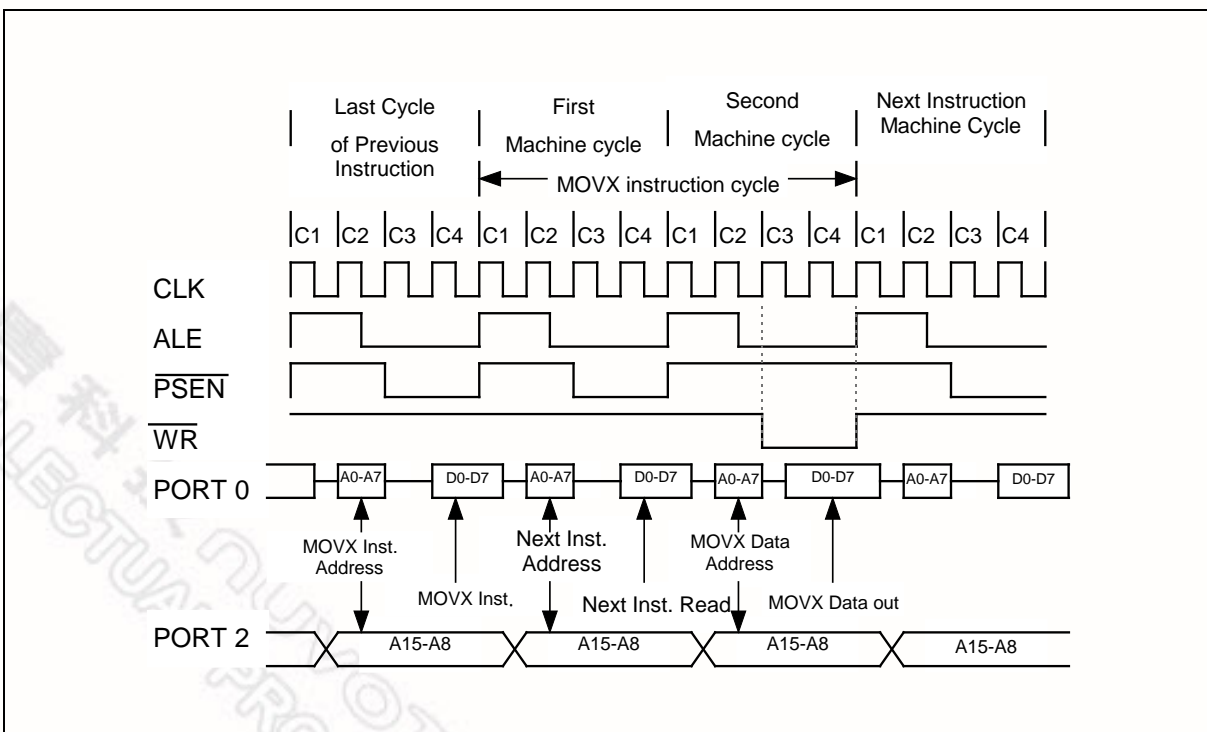 Last Cycle
of Previous
Instruction
First
Machine cycle
Second
Machine cycle
Next Instruction
Machine Cycle
MOVX instruction cycle
C1 C2 C3 C4 C1 C2 C3 C4 C1 C2 C3 C4 C1 C2 C3 C4
CLK
ALE
PSEN
WR
PORT 0
A0-A7 D0-D7 A0-A7 D0-D7 A0-A7 D0-D7 A0-A7 D0-D7
MOVX Inst.
Address
MOVX Inst.
Next Inst.
Address
Next Inst. Read
MOVX Data
Address
MOVX Data out
PORT 2
A15-A8 A15-A8 A15-A8 A15-A8